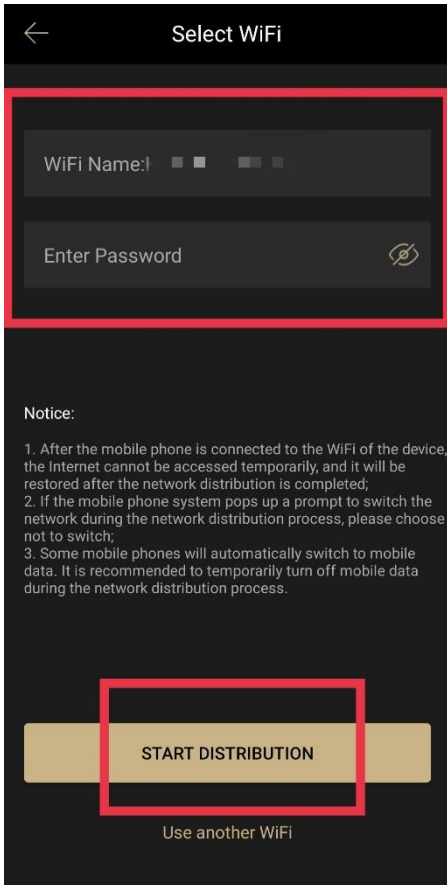 Select WiFi
WiFi Name:
Enter Password
Notice:
1. After the mobile phone is connected to the WiFi of the device,
the Internet cannot be accessed temporarily, and it will be
restored after the network distribution is completed;
2. If the mobile phone system pops up a prompt to switch the
network during the network distribution process, please choose
not to switch;
3. Some mobile phones will automatically switch to mobile
data. It is recommended to temporarily turn off mobile data
during the network distribution process.
START DISTRIBUTION
Use another WiFi